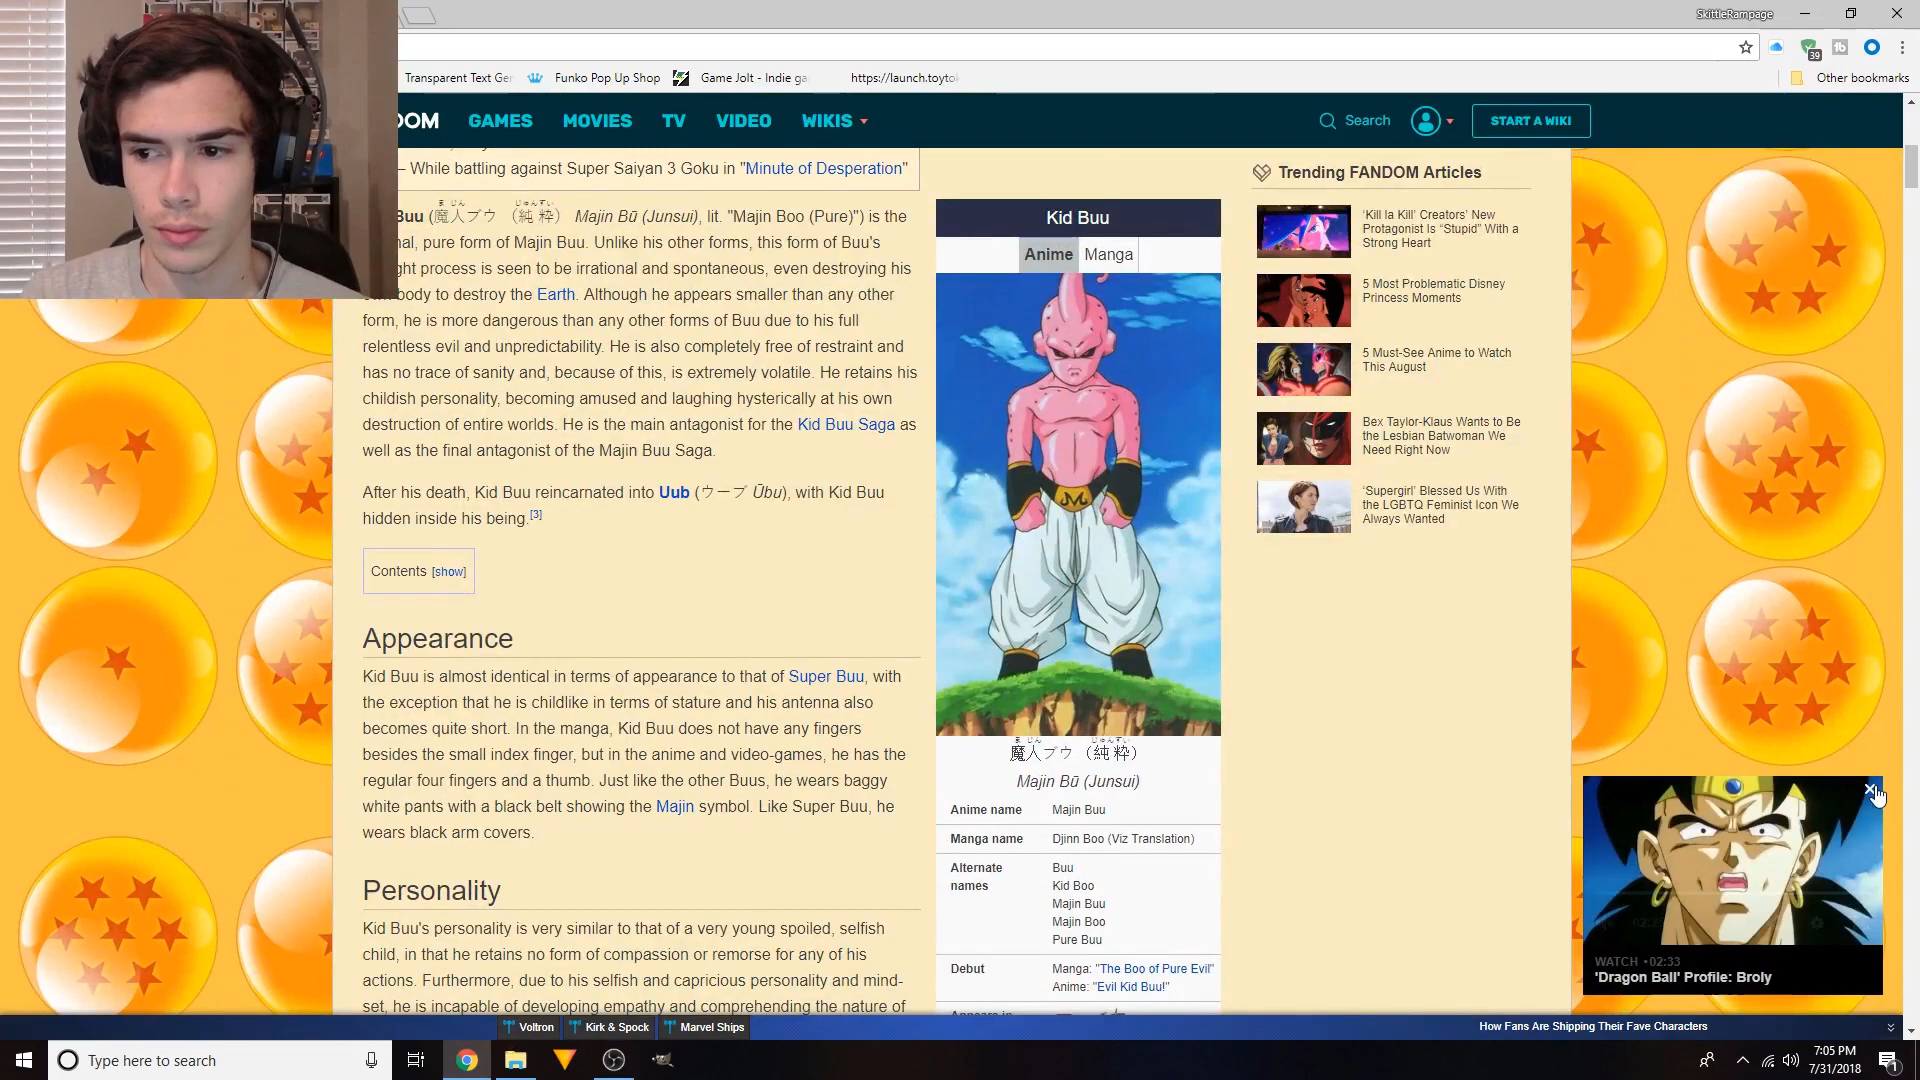 SkittleRampage
39
Transparent Text Ger
Funko Pop Up Shop
Game Jolt - Indie ga
https://launch.toytok
Other bookmarks
DOM
GAMES
MOVIES
TV
VIDEO
WIKIS
Search
START A WIKI
– While battling against Super Saiyan 3 Goku in "Minute of Desperation"
Buu (魔人ブウ（純粋） Majin Bū (Junsui), lit. "Majin Boo (Pure)") is the
nal, pure form of Majin Buu. Unlike his other forms, this form of Buu's
ght process is seen to be irrational and spontaneous, even destroying his
body to destroy the Earth. Although he appears smaller than any other
form, he is more dangerous than any other forms of Buu due to his full
relentless evil and unpredictability. He is also completely free of restraint and
has no trace of sanity and, because of this, is extremely volatile. He retains his
childish personality, becoming amused and laughing hysterically at his own
destruction of entire worlds. He is the main antagonist for the Kid Buu Saga as
well as the final antagonist of the Majin Buu Saga.
After his death, Kid Buu reincarnated into Uub (ウーブ Ūbu), with Kid Buu
hidden inside his being.[3]
Contents [show]
Appearance
Kid Buu is almost identical in terms of appearance to that of Super Buu, with
the exception that he is childlike in terms of stature and his antenna also
becomes quite short. In the manga, Kid Buu does not have any fingers
besides the small index finger, but in the anime and video-games, he has the
regular four fingers and a thumb. Just like the other Buus, he wears baggy
white pants with a black belt showing the Majin symbol. Like Super Buu, he
wears black arm covers.
Personality
Kid Buu's personality is very similar to that of a very young spoiled, selfish
child, in that he retains no form of compassion or remorse for any of his
actions. Furthermore, due to his selfish and capricious personality and mind-
set, he is incapable of developing empathy and comprehending the nature of
Kid Buu
Anime Manga
ま じん じゅんすい
魔人ブウ（純粋）
Majin Bū (Junsui)
Anime name Majin Buu
Manga name Djinn Boo (Viz Translation)
Alternate names Buu
Kid Boo
Majin Buu
Majin Boo
Pure Buu
Debut Manga: "The Boo of Pure Evil"
Anime: "Evil Kid Buu!"
Appears in
Trending FANDOM Articles
'Kill la Kill' Creators' New
Protagonist Is “Stupid” With a
Strong Heart
5 Most Problematic Disney
Princess Moments
5 Must-See Anime to Watch
This August
Bex Taylor-Klaus Wants to Be
the Lesbian Batwoman We
Need Right Now
'Supergirl' Blessed Us With
the LGBTQ Feminist Icon We
Always Wanted
WATCH • 02:33
'Dragon Ball' Profile: Broly
Voltron
Kirk & Spock
Marvel Ships
How Fans Are Shipping Their Fave Characters
Type here to search
7:05 PM
7/31/2018
1